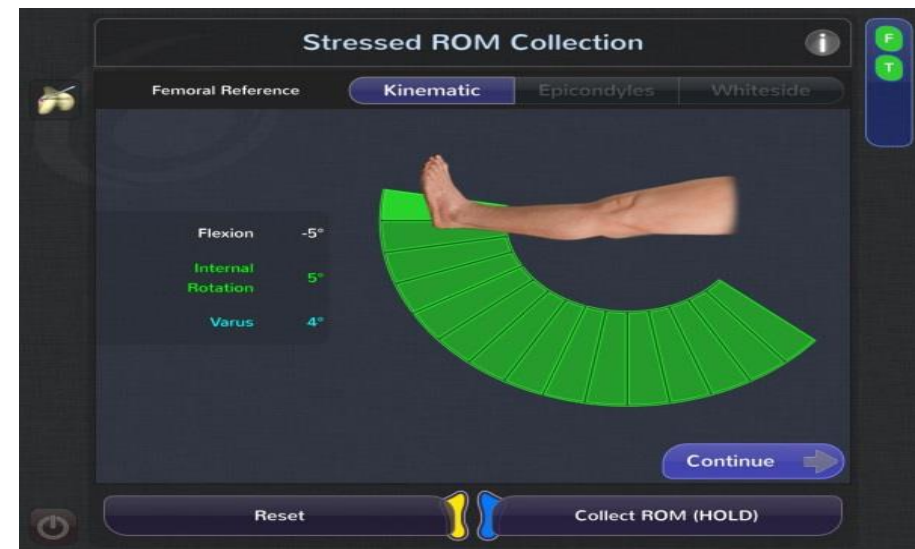 Stressed ROM Collection
i
F
T
Femoral Reference
Kinematic
Epicondyles
Whiteside
Flexion -5°
Internal
Rotation 5°
Varus 4°
Continue
Reset
Collect ROM (HOLD)